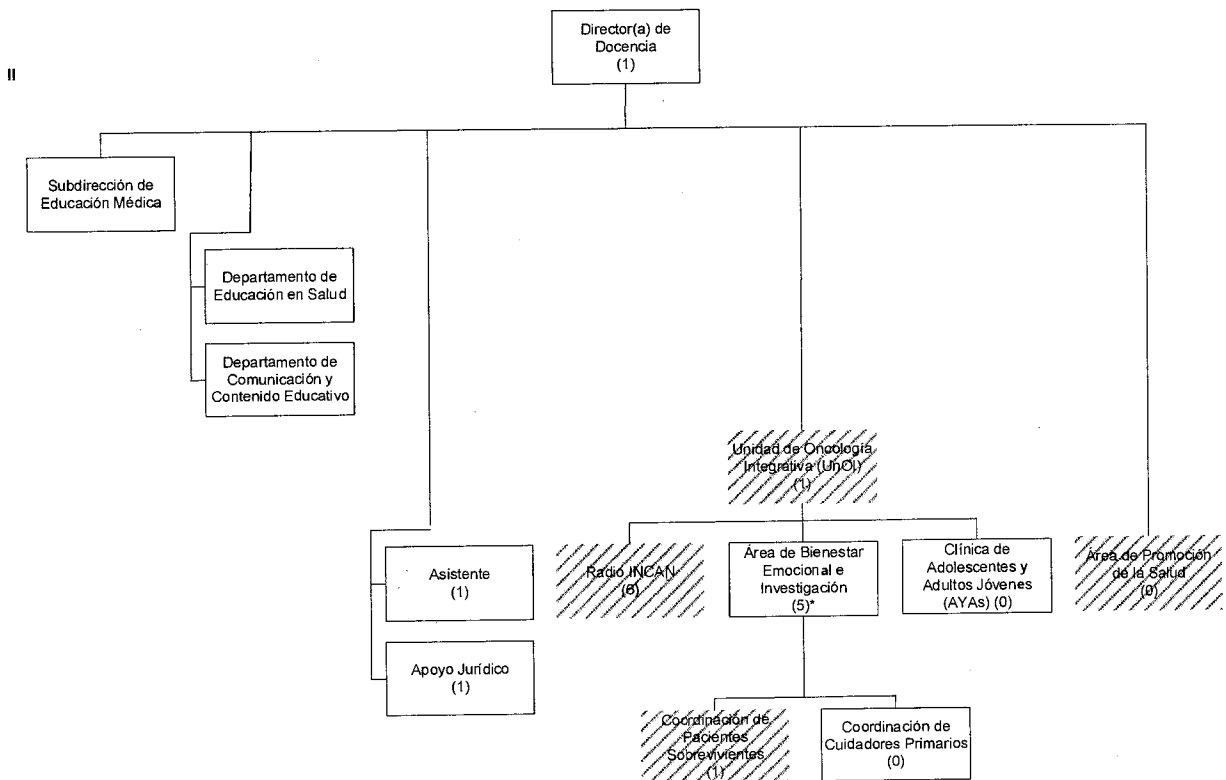 Director(a) de
Docencia
(1)
II
Subdirección de
Educación Médica
Departamento de
Educación en Salud
Departamento de
Comunicación y
Contenido Educativo
Unidad de Oncología
Integrativa (UnOI)
(1)
Asistente
(1)
Apoyo Jurídico
(1)
Radio INCAN
(6)
Área de Bienestar
Emocional e
Investigación
(5)*
Clínica de
Adolescentes y
Adultos Jóvenes
(AYAs) (0)
Área de Promoción
de la Salud
(0)
Coordinación de
Pacientes
Sobrevivientes
(1)
Coordinación de
Cuidadores Primarios
(0)